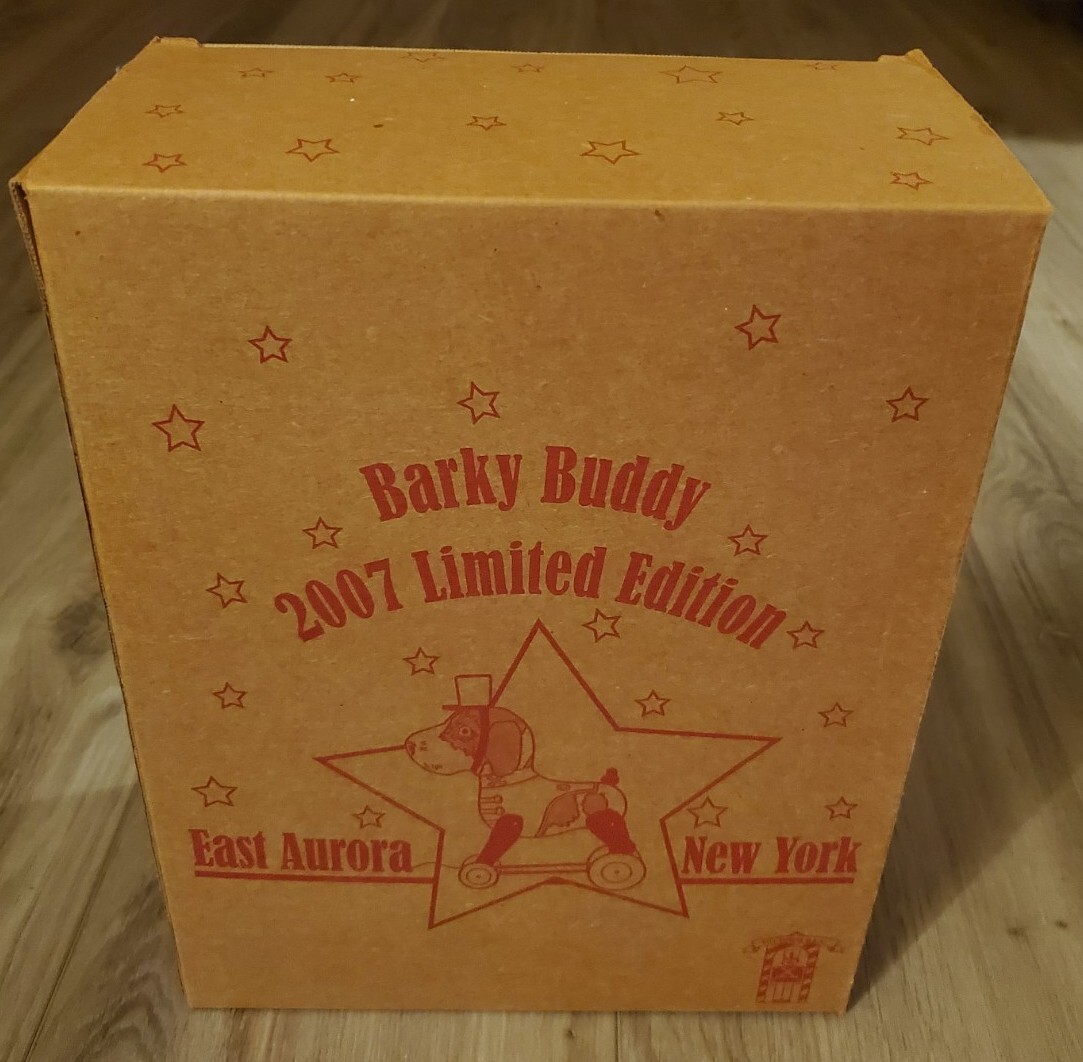 Barky Buddy
2007 Limited Edition
East Aurora
New York